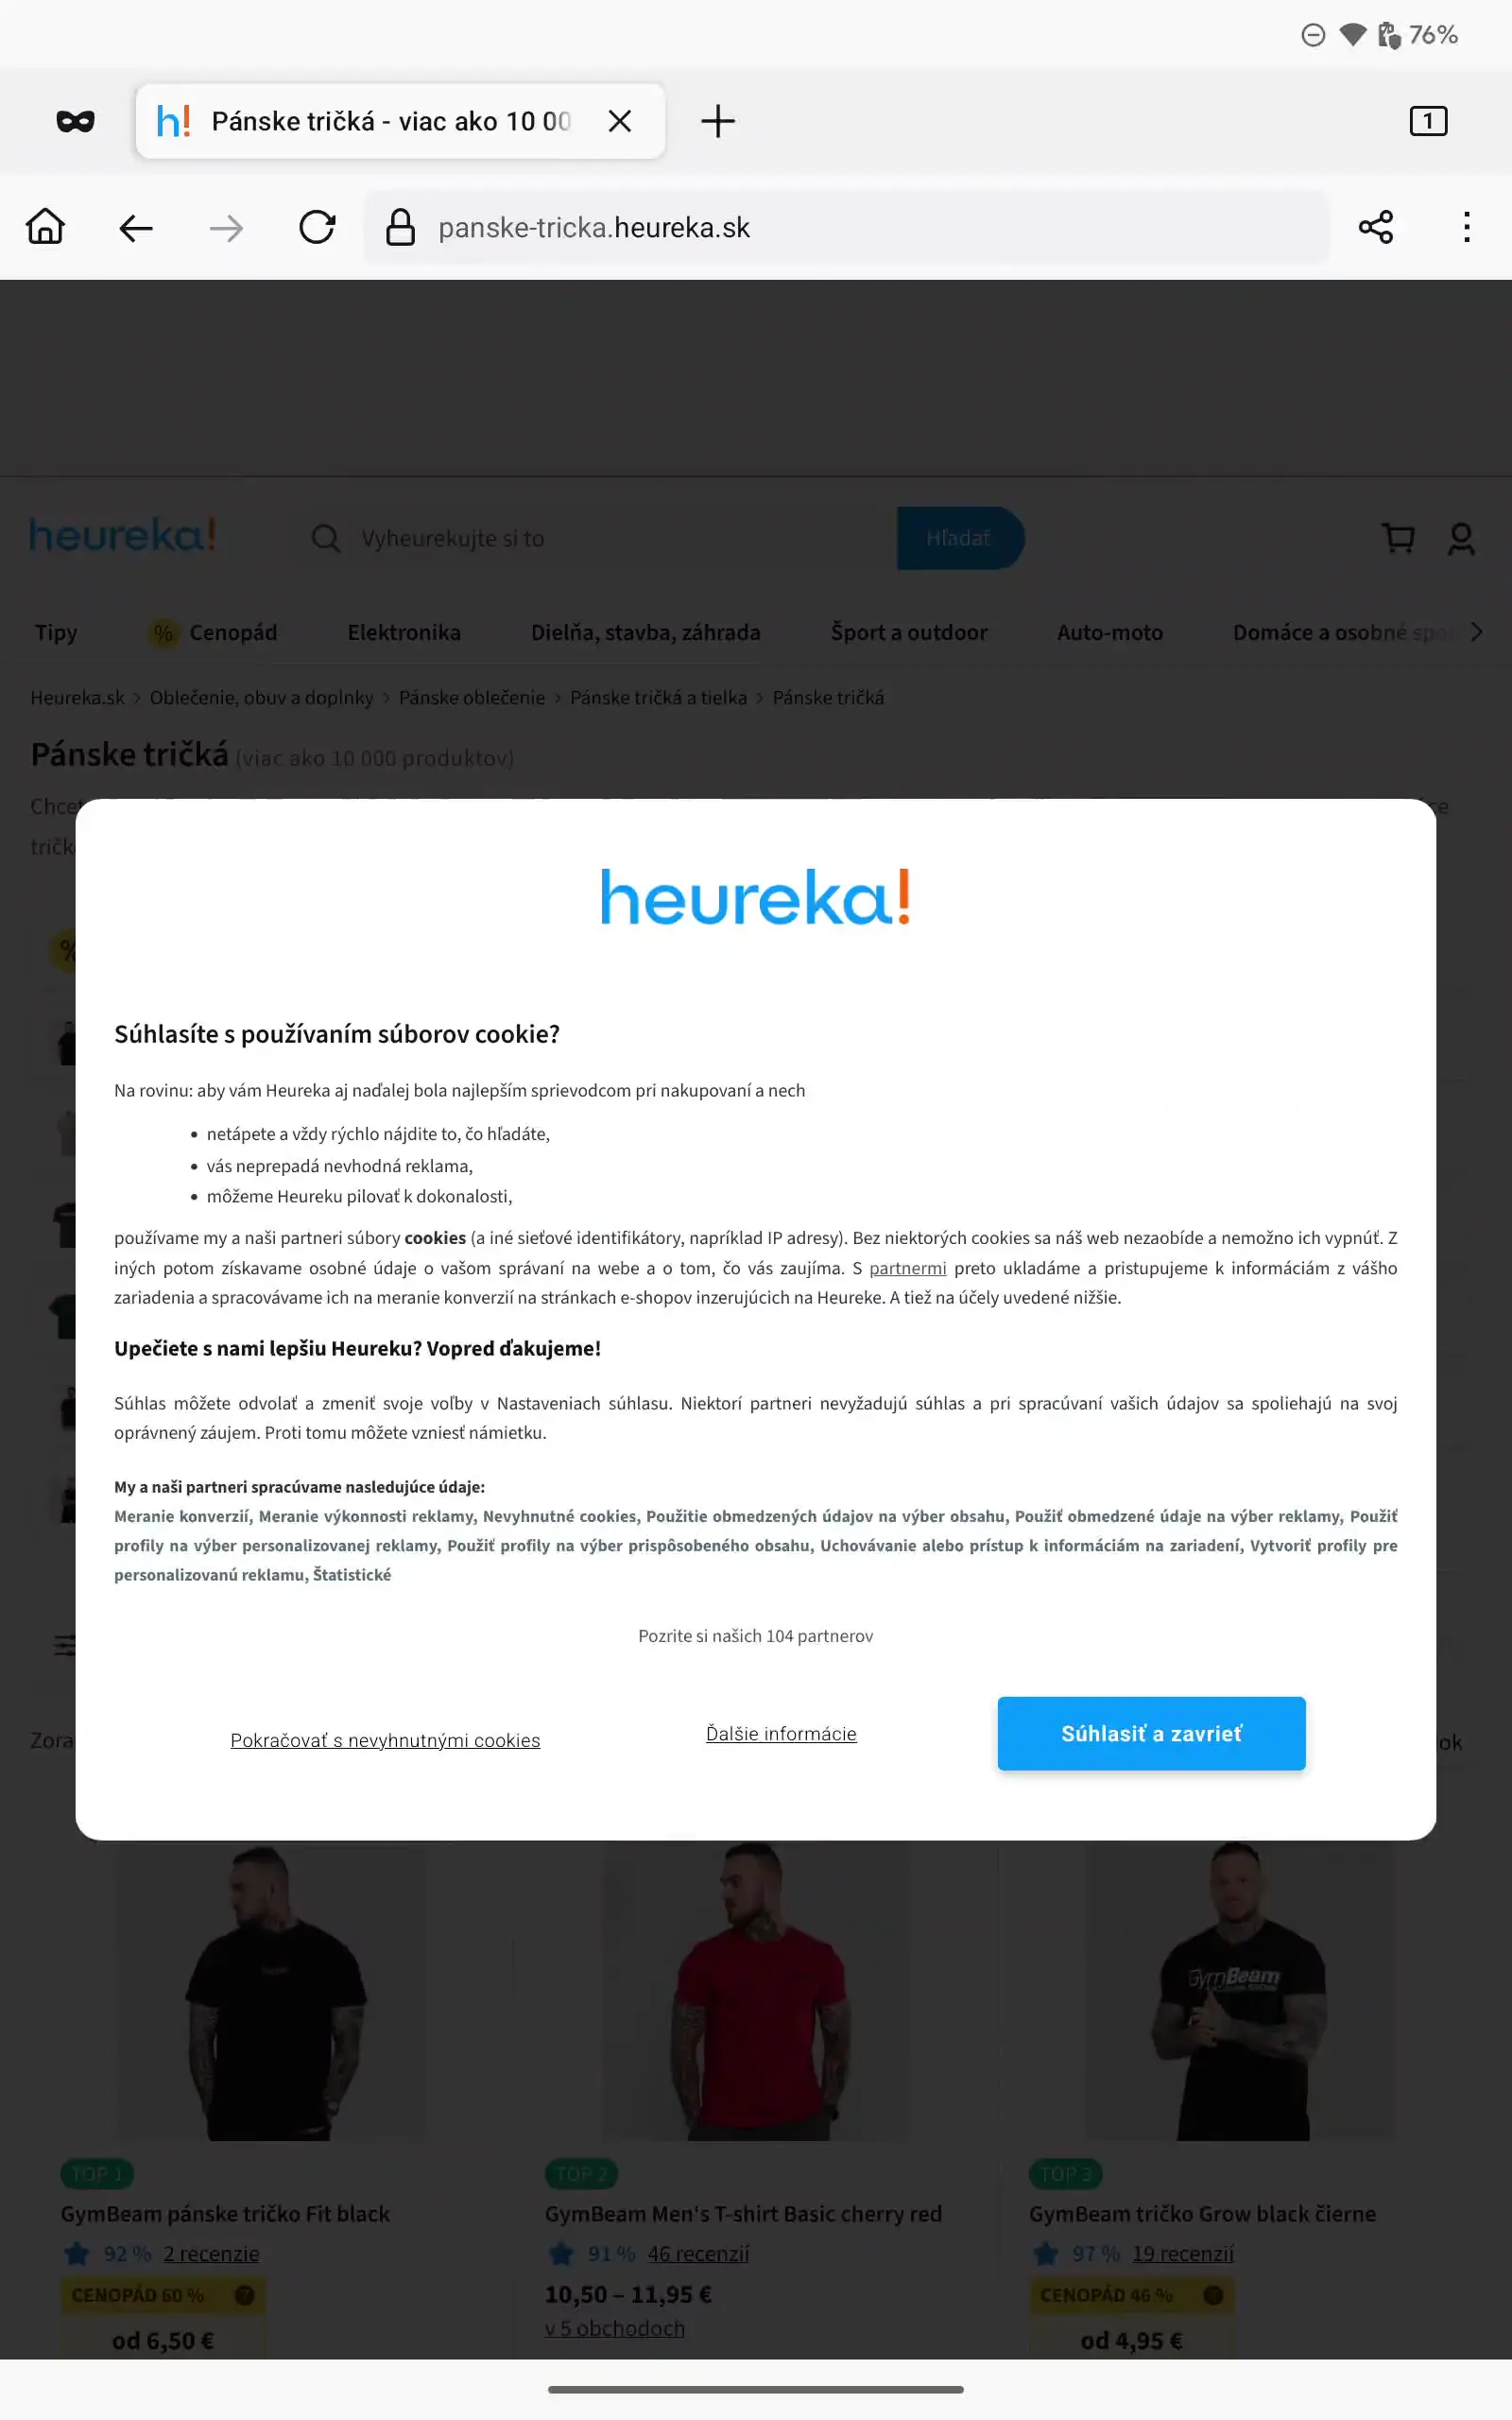 76%
h! Pánske tričká - viac ako 10 00
1
panske-tricka.heureka.sk
heureka!
Vyheurekujte si to
Hľadať
Tipy % Cenopád Elektronika Dielňa, stavba, záhrada Šport a outdoor Auto-moto Domáce a osobné
Heureka.sk > Oblečenie, obuv a doplnky > Pánske oblečenie > Pánske tričká a tielka > Pánske tričká
Pánske tričká (viac ako 10 000 produktov)
heureka!
Súhlasíte s používaním súborov cookie?
Na rovinu: aby vám Heureka aj naďalej bola najlepším sprievodcom pri nakupovaní a nech
• netápete a vždy rýchlo nájdite to, čo hľadáte,
• vás neprepadá nevhodná reklama,
• môžeme Heureku pilovať k dokonalosti,
používame my a naši partneri súbory cookies (a iné sieťové identifikátory, napríklad IP adresy). Bez niektorých cookies sa náš web nezaobíde a nemožno ich vypnúť. Z
iných potom získavame osobné údaje o vašom správaní na webe a o tom, čo vás zaujíma. S partnermi preto ukladáme a pristupujeme k informáciám z vášho
zariadenia a spracovávame ich na meranie konverzií na stránkach e-shopov inzerujúcich na Heureke. A tiež na účely uvedené nižšie.
Upečiete s nami lepšiu Heureku? Vopred ďakujeme!
Súhlas môžete odvolať a zmeniť svoje voľby v Nastaveniach súhlasu. Niektorí partneri nevyžadujú súhlas a pri spracúvaní vašich údajov sa spoliehajú na svoj
oprávnený záujem. Proti tomu môžete vzniesť námietku.
My a naši partneri spracúvame nasledujúce údaje:
Meranie konverzií, Meranie výkonnosti reklamy, Nevyhnutné cookies, Použitie obmedzených údajov na výber obsahu, Použiť obmedzené údaje na výber reklamy, Použiť
profily na výber personalizovanej reklamy, Použiť profily na výber prispôsobeného obsahu, Uchovávanie alebo prístup k informáciám na zariadení, Vytvoriť profily pre
personalizovanú reklamu, Štatistické
Pozrite si našich 104 partnerov
Pokračovať s nevyhnutnými cookies
Ďalšie informácie
Súhlasiť a zavrieť
GymBeam
TOP 1
GymBeam pánske tričko Fit black
92 % 2 recenzie
CENOPÁD 60 % ?
od 6,50 €
TOP 2
GymBeam Men's T-shirt Basic cherry red
91 % 46 recenzií
10,50 – 11,95 €
v 5 obchodoch
TOP 3
GymBeam tričko Grow black čierne
97 % 19 recenzií
CENOPÁD 46 % ?
od 4,95 €